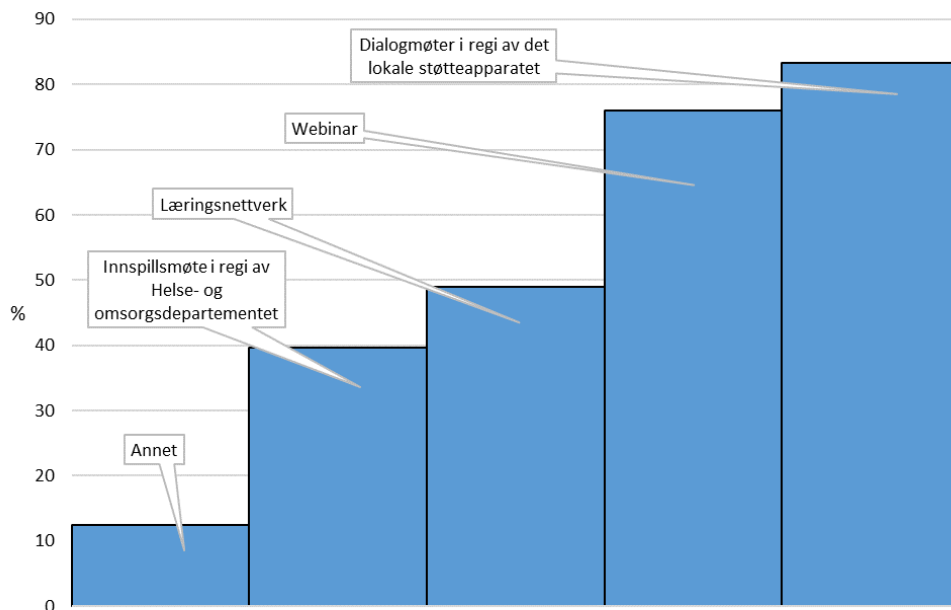 90
80
70
60
50
40
30
20
10
0
%
Dialogmøter i regi av det
lokale støtteapparatet
Webinar
Læringsnettverk
Innspillsmøte i regi av
Helse- og
omsorgsdepartementet
Annet